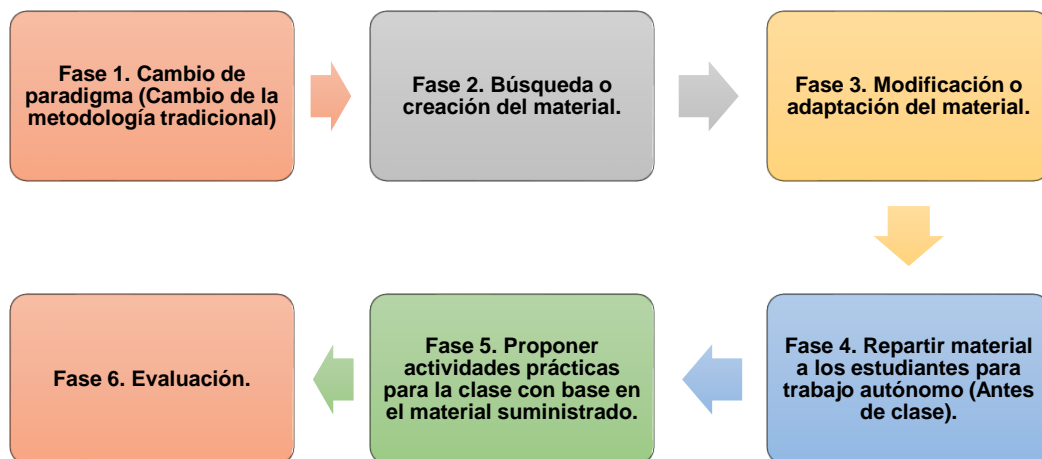 Fase 1. Cambio de
paradigma (Cambio de la
metodología tradicional)
Fase 2. Búsqueda o
creación del material.
Fase 3. Modificación o
adaptación del material.
Fase 4. Repartir material
a los estudiantes para
trabajo autónomo (Antes
de clase).
Fase 5. Proponer
actividades prácticas
para la clase con base en
el material suministrado.
Fase 6. Evaluación.